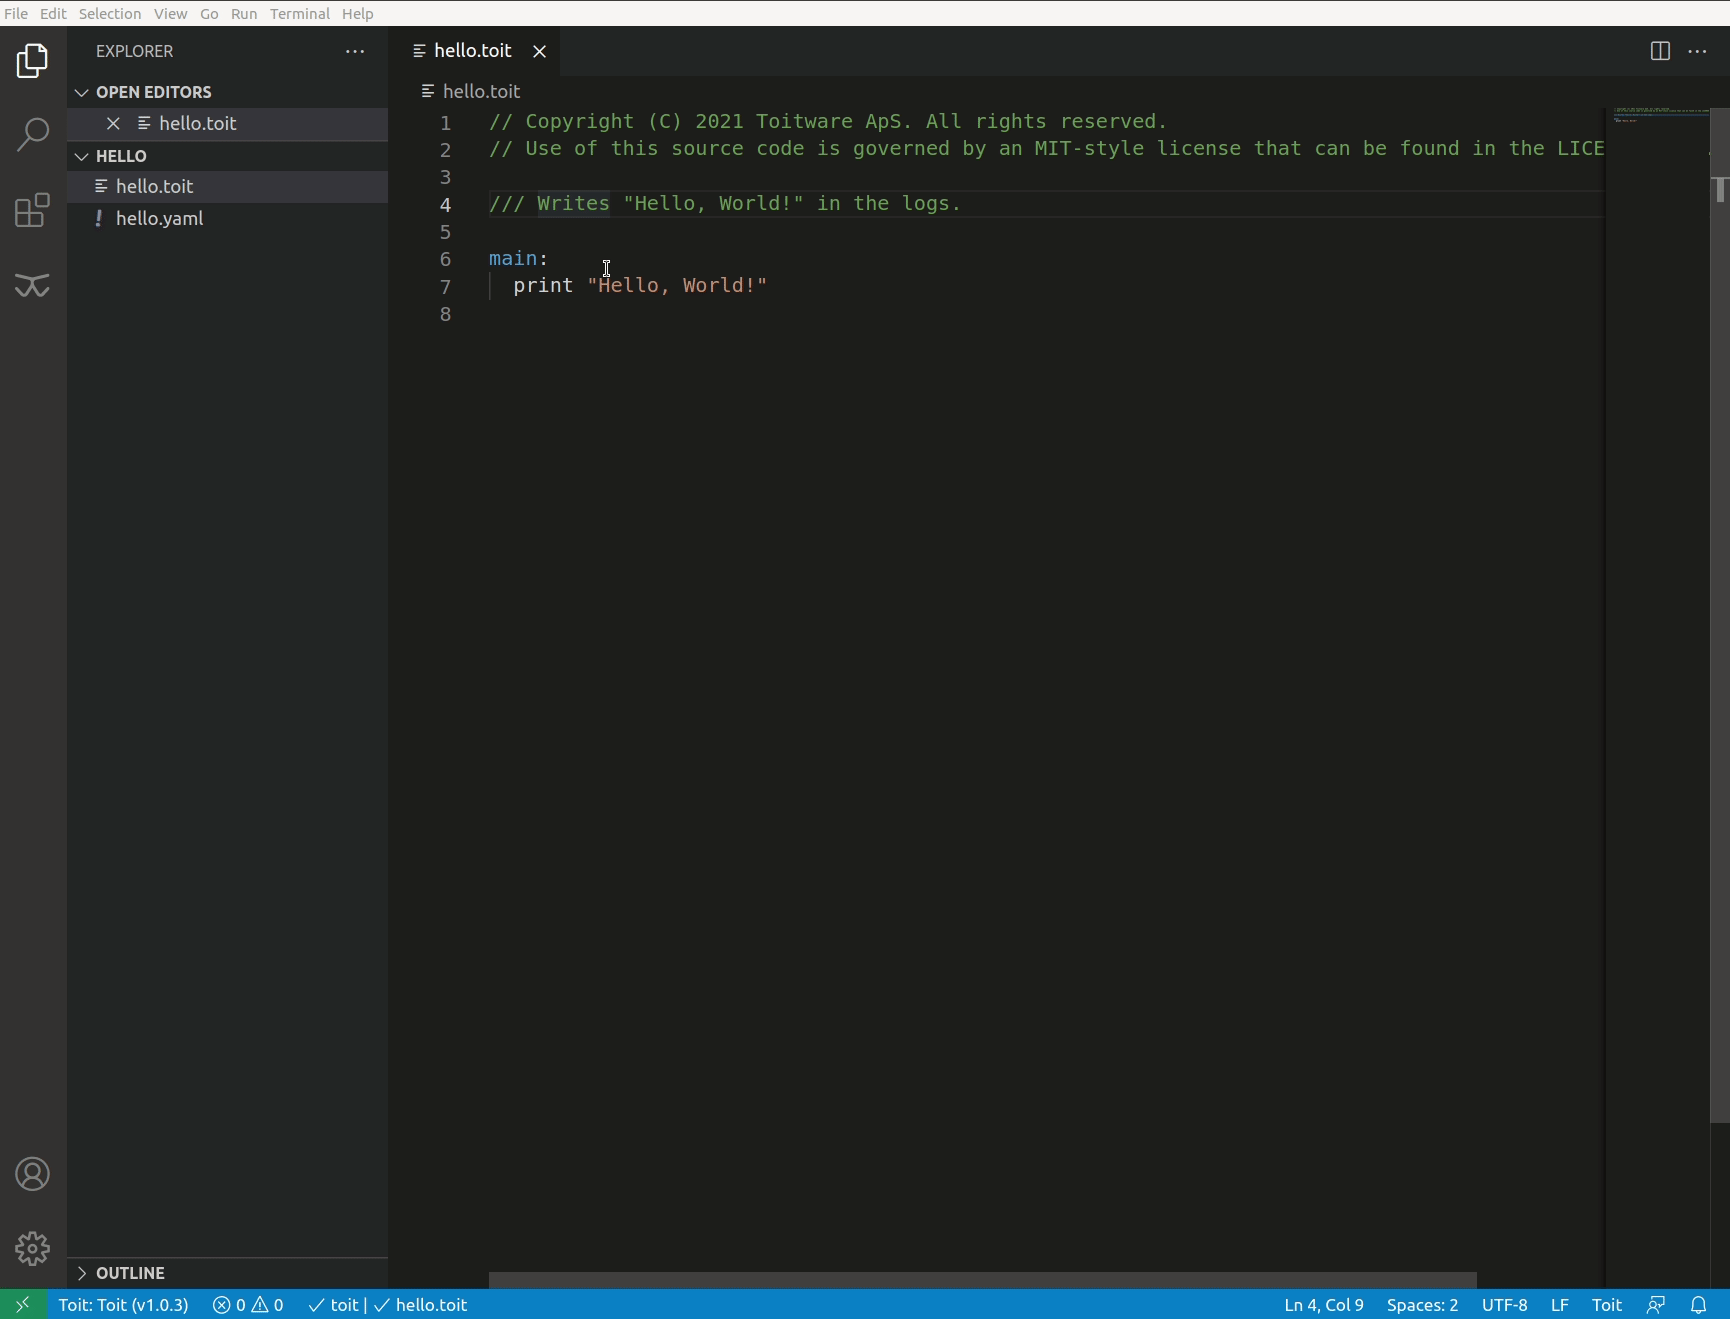 File Edit Selection View Go Run Terminal Help
EXPLORER
OPEN EDITORS
hello.toit
HELLO
hello.toit
hello.yaml
OUTLINE
hello.toit
hello.toit
1 // Copyright (C) 2021 Toitware ApS. All rights reserved.
2 // Use of this source code is governed by an MIT-style license that can be found in the LICE
3
4 /// Writes "Hello, World!" in the logs.
5
6 main:
7 print "Hello, World!"
8
Toit: Toit (v1.0.3) 0 0 toit | hello.toit Ln 4, Col 9 Spaces: 2 UTF-8 LF Toit